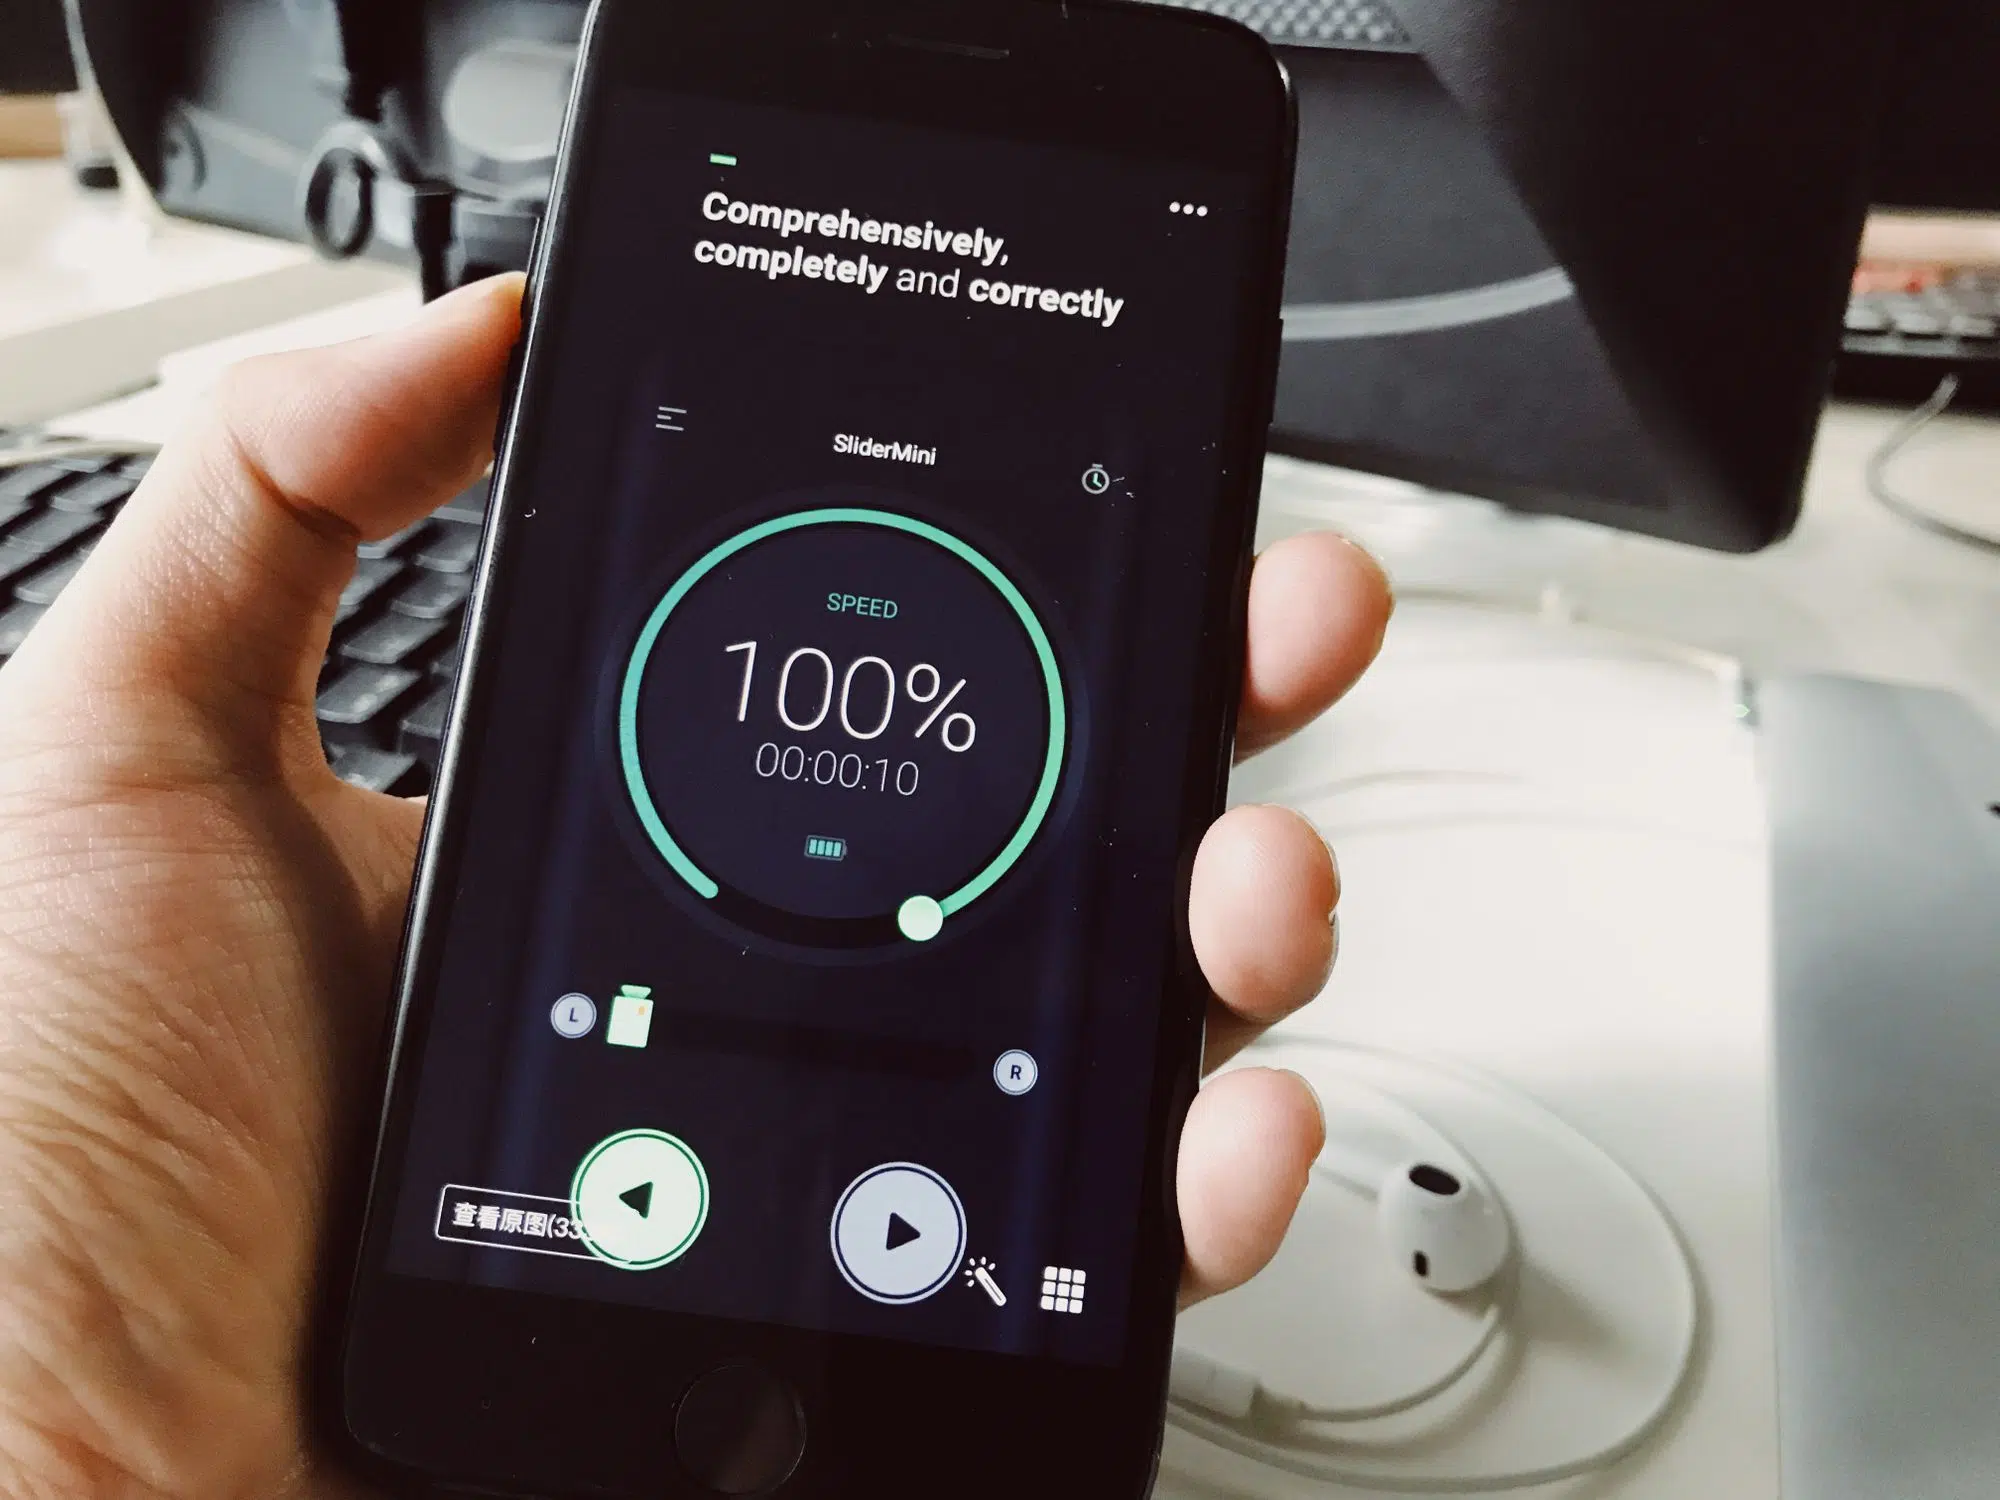 Comprehensively,
completely and correctly
SliderMini
SPEED
100%
00:00:10
L
R
查看原图(33